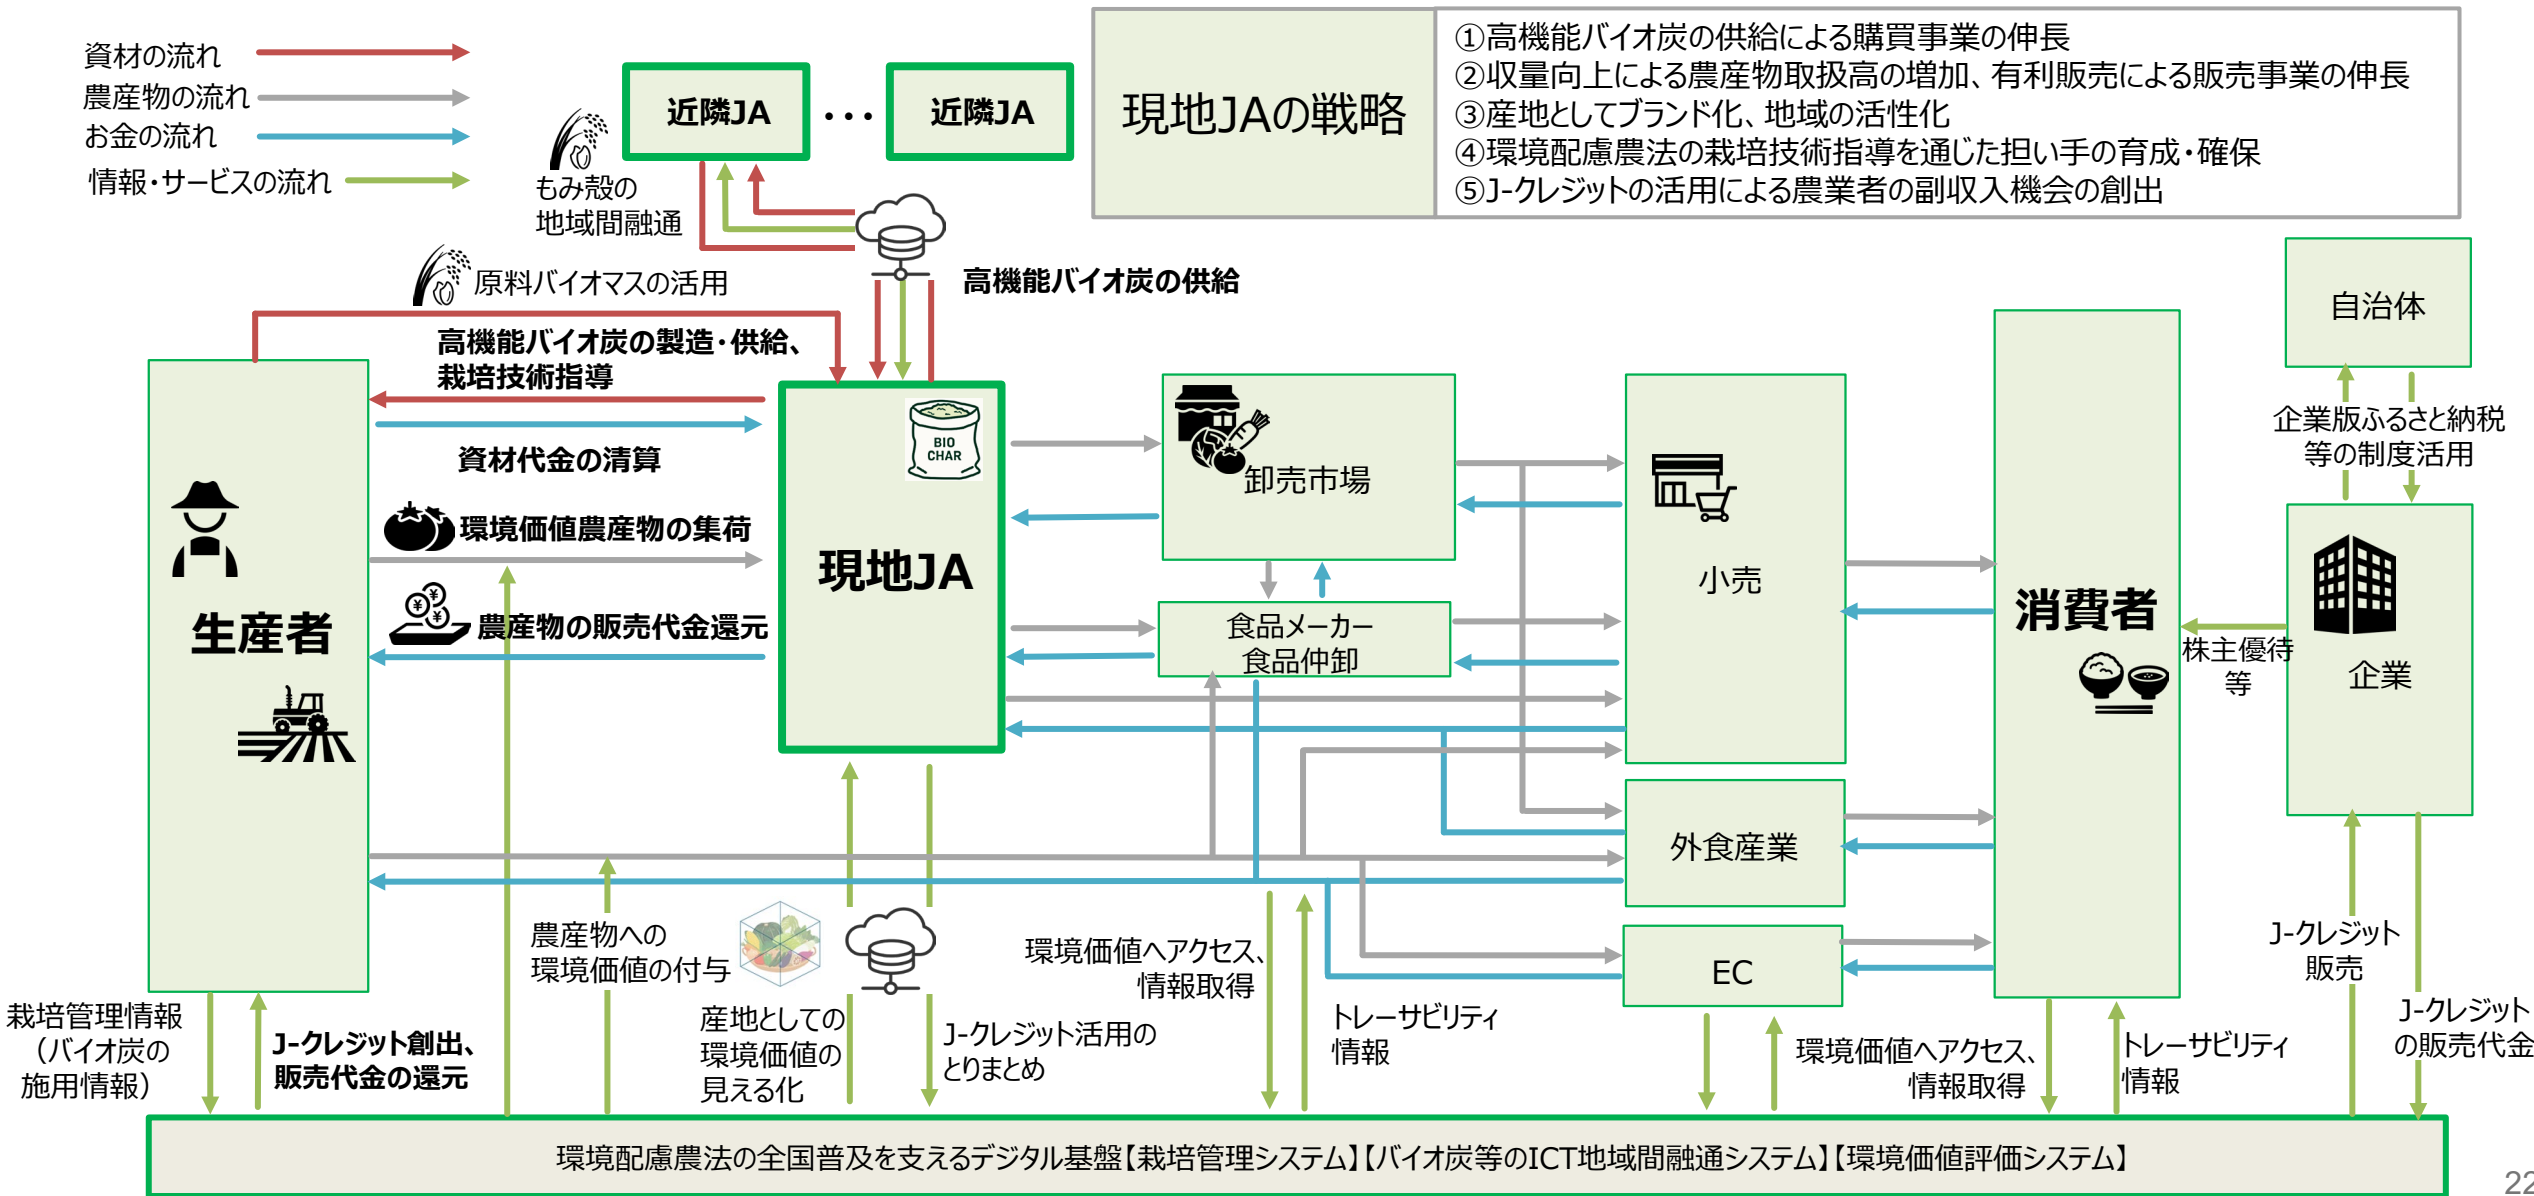 資材の流れ
農産物の流れ
お金の流れ
情報・サービスの流れ
近隣JA
・・・
近隣JA
もみ殻の
地域間融通
現地JAの戦略
①高機能バイオ炭の供給による購買事業の伸長
②収量向上による農産物取扱高の増加、有利販売による販売事業の伸長
③産地としてブランド化、地域の活性化
④環境配慮農法の栽培技術指導を通じた担い手の育成・確保
⑤J-クレジットの活用による農業者の副収入機会の創出
原料バイオマスの活用
高機能バイオ炭の供給
高機能バイオ炭の製造・供給、
栽培技術指導
資材代金の清算
環境価値農産物の集荷
農産物の販売代金還元
生産者
BIO
CHAR
現地JA
卸売市場
食品メーカー
食品仲卸
小売
外食産業
EC
消費者
自治体
企業版ふるさと納税
等の制度活用
企業
株主優待
等
栽培管理情報
（バイオ炭の
施用情報）
J-クレジット創出、
販売代金の還元
農産物への
環境価値の付与
産地としての
環境価値の
見える化
J-クレジット活用の
とりまとめ
環境価値へアクセス、
情報取得
トレーサビリティ
情報
環境価値へアクセス、
情報取得
トレーサビリティ
情報
J-クレジット
販売
J-クレジット
の販売代金
環境配慮農法の全国普及を支えるデジタル基盤【栽培管理システム】【バイオ炭等のICT地域間融通システム】【環境価値評価システム】
22